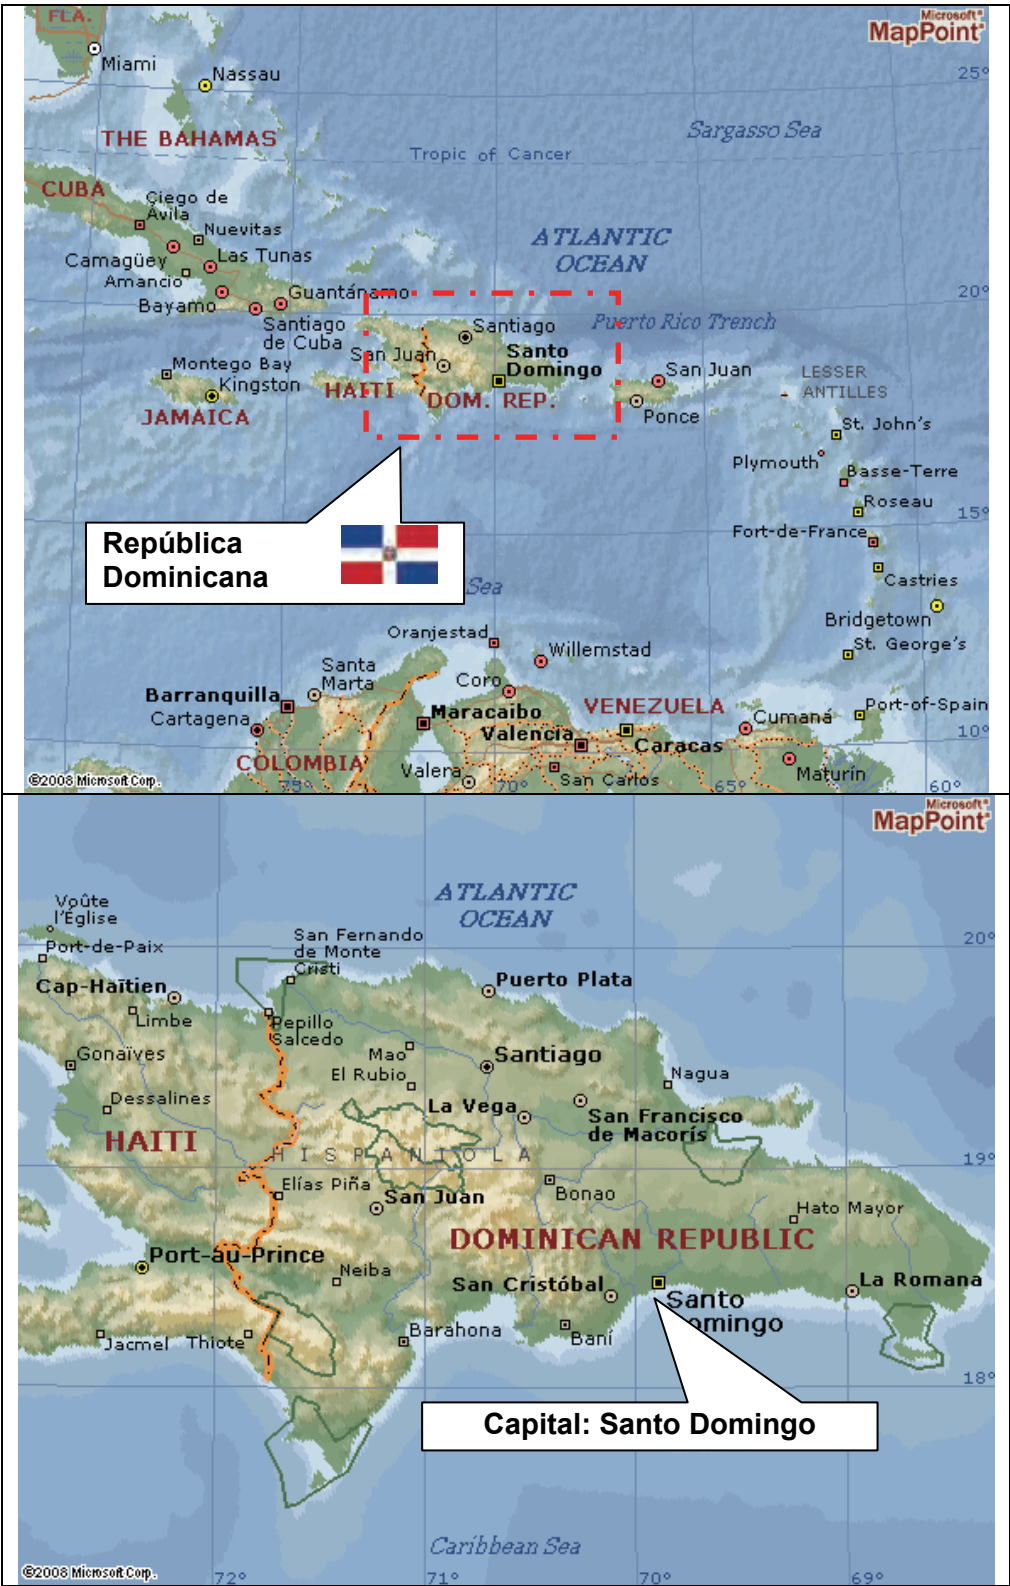 FLA.
Microsoft®
MapPoint®
Miami
Nassau
25°
THE BAHAMAS
Sargasso Sea
Tropic of Cancer
CUBA
Ciego de
Ávila
Nuevitas
ATLANTIC
OCEAN
Camagüey
Las Tunas
Amancio
Guantánamo
20°
Bayamo
Santiago
de Cuba
Santiago
Puerto Rico Trench
Montego Bay
San Juan
Santo
Domingo
San Juan
LESSER
ANTILLES
Kingston
HAITI
DOM. REP.
JAMAICA
Ponce
St. John's
Plymouth
Basse-Terre
Roseau
15°
República
Dominicana
Fort-de-France
Castries
Sea
Bridgetown
Oranjestad
Willemstad
St. George's
Santa
Marta
Coro
Barranquilla
VENEZUELA
Port-of-Spain
Cartagena
Maracaibo
Cumaná
Valencia
Caracas
10°
COLOMBIA
Valera
San Carlos
Maturín
©2008 Microsoft Corp.
75°
70°
65°
60°
Microsoft®
MapPoint®
ATLANTIC
OCEAN
Voûte
l'Église
Port-de-Paix
San Fernando
de Monte
Cristi
20°
Cap-Haïtien
Puerto Plata
Limbe
Pepillo
Salcedo
Gonaïves
Mao
Santiago
El Rubio
Nagua
Dessalines
La Vega
San Francisco
de Macorís
HAITI
HISPANIOLA
19°
Elías Piña
San Juan
Bonao
Hato Mayor
DOMINICAN REPUBLIC
Port-au-Prince
Neiba
San Cristóbal
La Romana
Santo
omingo
Jacmel
Thiote
Barahona
Baní
18°
Capital: Santo Domingo
Caribbean Sea
©2008 Microsoft Corp.
72°
71°
70°
69°